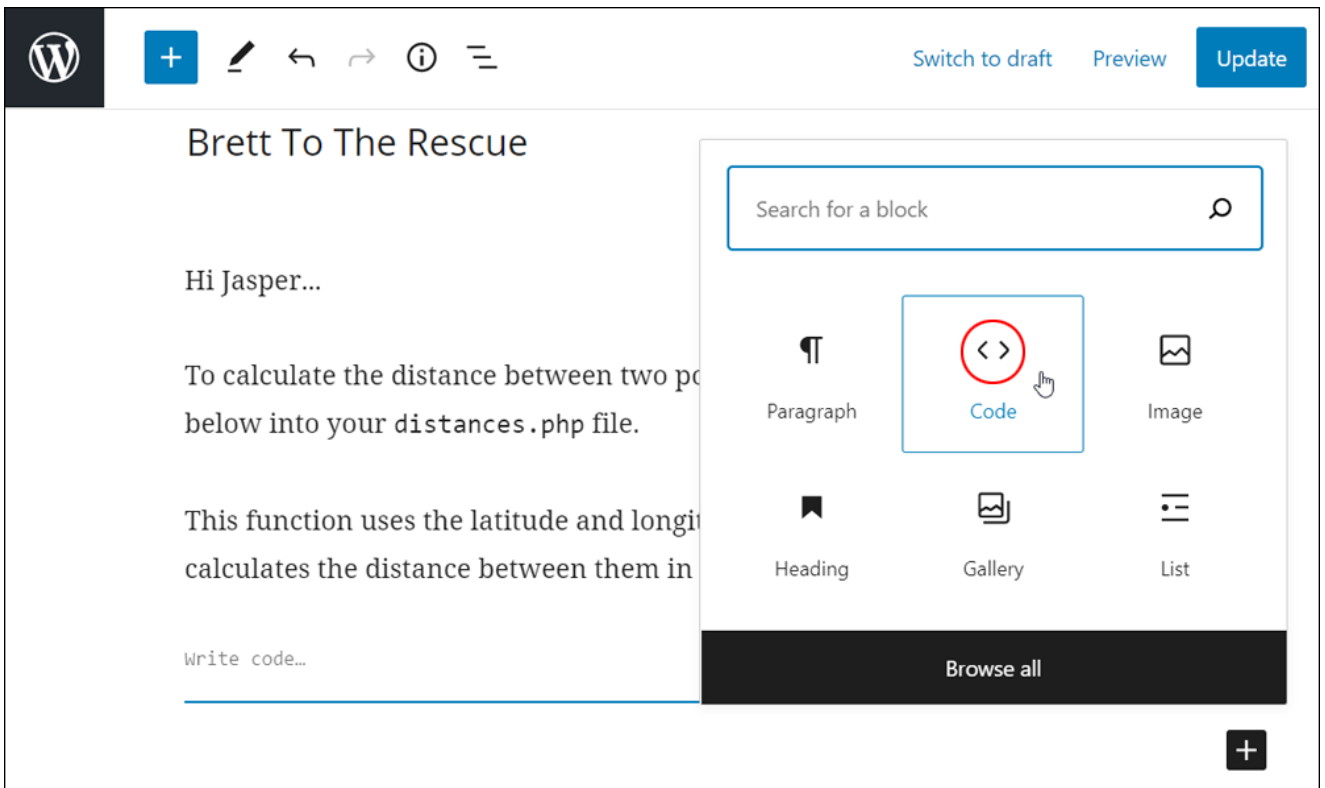 Switch to draft Preview Update
Brett To The Rescue
Search for a block
Hi Jasper...
To calculate the distance between two
below into your distances.php file.
Paragraph Code Image
This function uses the latitude and
calculates the distance between them in
Heading Gallery List
Write code…
Browse all